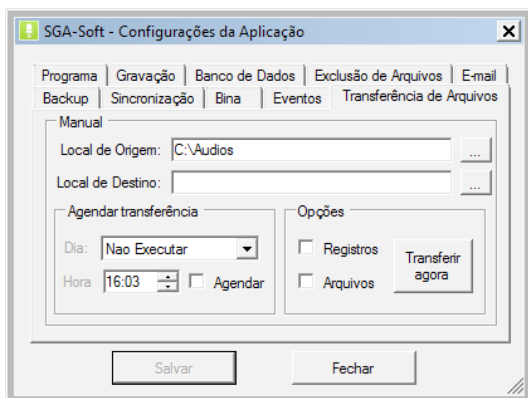 SGA-Soft - Configurações da Aplicação
Programa Gravação Banco de Dados Exclusão de Arquivos E-mail
Backup Sincronização Bina Eventos Transferência de Arquivos
Manual
Local de Origem: C:\Audios ...
Local de Destino: ...
Agendar transferência Opções
Dia: Nao Executar Registros Transferir
Hora 16:03 Agendar Arquivos agora
Salvar Fechar